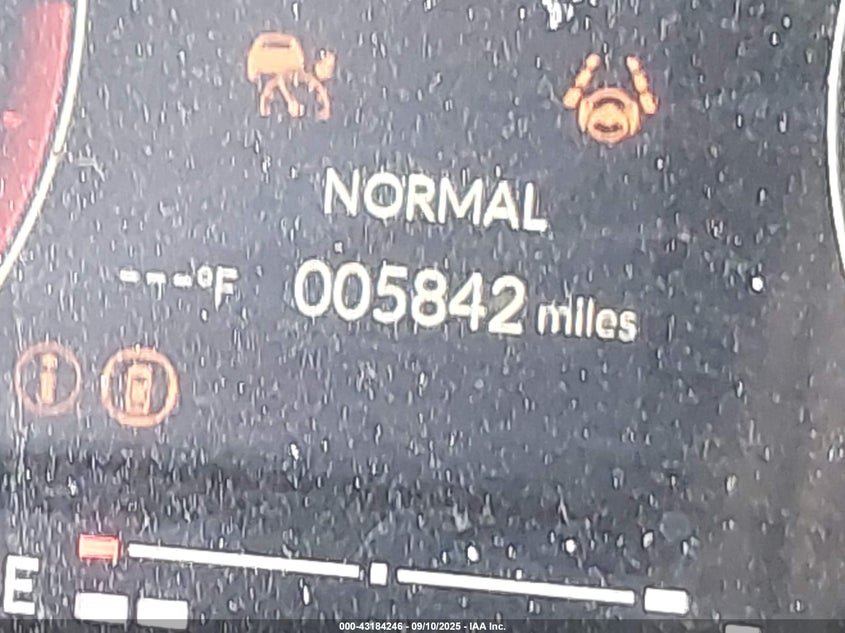 NORMAL
---°F 005842 miles
E
000-43184246 - 09/10/2025 - IAA Inc.